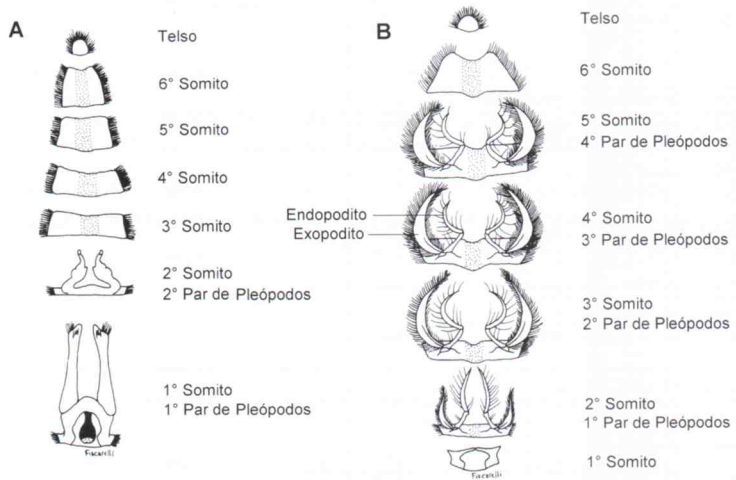 A
Telso
6° Somito
5° Somito
4° Somito
3° Somito
2° Somito
2° Par de Pleópodos
1° Somito
1° Par de Pleópodos
Fiscarelli
B
Telso
6° Somito
5° Somito
4° Par de Pleópodos
Endopodito
Exopodito
4° Somito
3° Par de Pleópodos
3° Somito
2° Par de Pleópodos
2° Somito
1° Par de Pleópodos
1° Somito
Fiscarelli